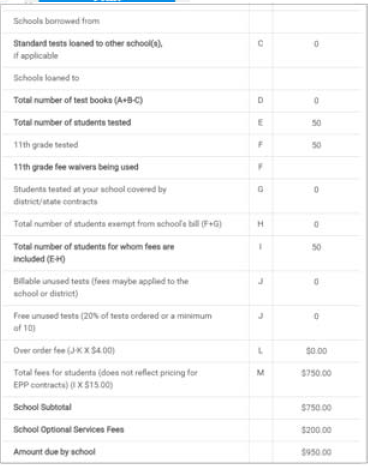 Schools borrowed from
Standard tests loaned to other school(s), C 0
if applicable
Schools loaned to
Total number of test books (A+B-C) D 0
Total number of students tested E 50
11th grade tested F 50
11th grade fee waivers being used F
Students tested at your school covered by G 0
district/state contracts
Total number of students exempt from school's bill (F+G) H 0
Total number of students for whom fees are I 50
included (E-H)
Billable unused tests (fees maybe applied to the J 0
school or district)
Free unused tests (20% of tests ordered or a minimum J 0
of 10)
Over order fee (J-K X $4.00) L $0.00
Total fees for students (does not reflect pricing for M $750.00
EPP contracts) (I X $15.00)
School Subtotal $750.00
School Optional Services Fees $200.00
Amount due by school $950.00